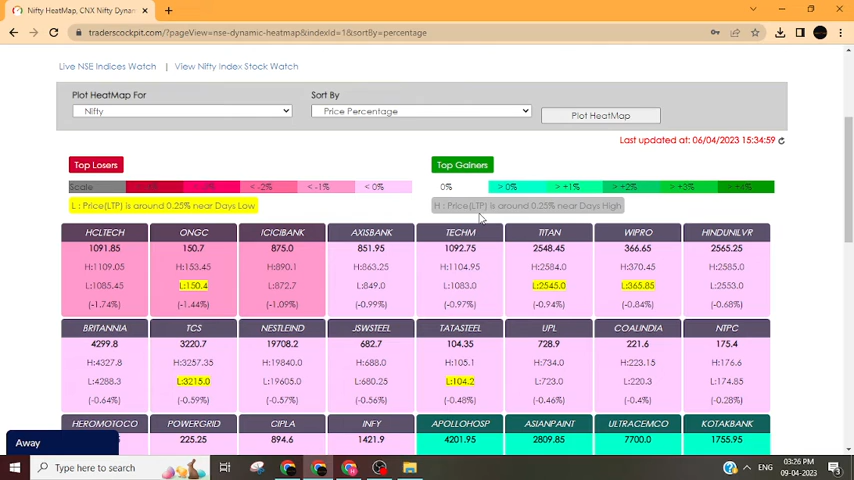 Nifty HeatMap, CNX Nifty Dynam
traderscockpit.com/?pageView=nse-dynamic-heatmap&indexId=1&sortBy=percentage
Live NSE Indices Watch | View Nifty Index Stock Watch
Plot HeatMap For Sort By
Nifty Price Percentage Plot HeatMap
Last updated at: 06/04/2023 15:34:59
Top Losers Top Gainers
Scale < -2% < -1% < 0% 0% > 0% > +1% > +2% > +3% > +4%
L : Price(LTP) is around 0.25% near Days Low H : Price(LTP) is around 0.25% near Days High
HCLTECH ONGC ICICIBANK AXISBANK TECHM TITAN WIPRO HINDUNILVR
1091.85 150.7 875.0 851.95 1092.75 2548.45 366.65 2565.25
H:1109.05 H:153.45 H:890.1 H:863.25 H:1104.95 H:2584.0 H:370.45 H:2585.0
L:1085.45 L:150.4 L:872.7 L:849.0 L:1083.0 L:2545.0 L:365.85 L:2553.0
(-1.74%) (-1.44%) (-1.09%) (-0.99%) (-0.97%) (-0.94%) (-0.84%) (-0.68%)
BRITANNIA TCS NESTLEIND JSWSTEEL TATASTEEL UPL COALINDIA NTPC
4299.8 3220.7 19708.2 682.7 104.35 728.9 221.6 175.4
H:4327.8 H:3257.35 H:19840.0 H:688.0 H:105.1 H:734.0 H:223.15 H:176.6
L:4288.3 L:3215.0 L:19605.0 L:680.25 L:104.2 L:723.0 L:220.3 L:174.85
(-0.64%) (-0.59%) (-0.57%) (-0.56%) (-0.48%) (-0.46%) (-0.4%) (-0.28%)
HEROMOTOCO POWERGRID CIPLA INFY APOLLOHOSP ASIANPAINT ULTRACEMCO KOTAKBANK
225.25 894.6 1421.9 4201.95 2809.85 7700.0 1755.95
Away
Type here to search ENG 03:26 PM
09-04-2023